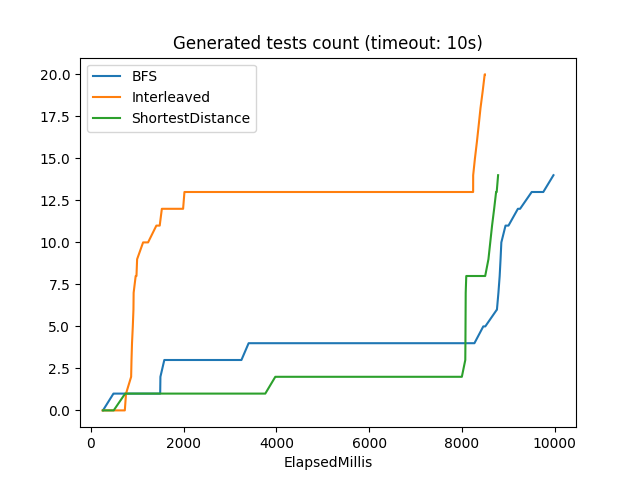 Generated tests count (timeout: 10s)
BFS
Interleaved
ShortestDistance
20.0
17.5
15.0
12.5
10.0
7.5
5.0
2.5
0.0
0 2000 4000 6000 8000 10000
ElapsedMillis